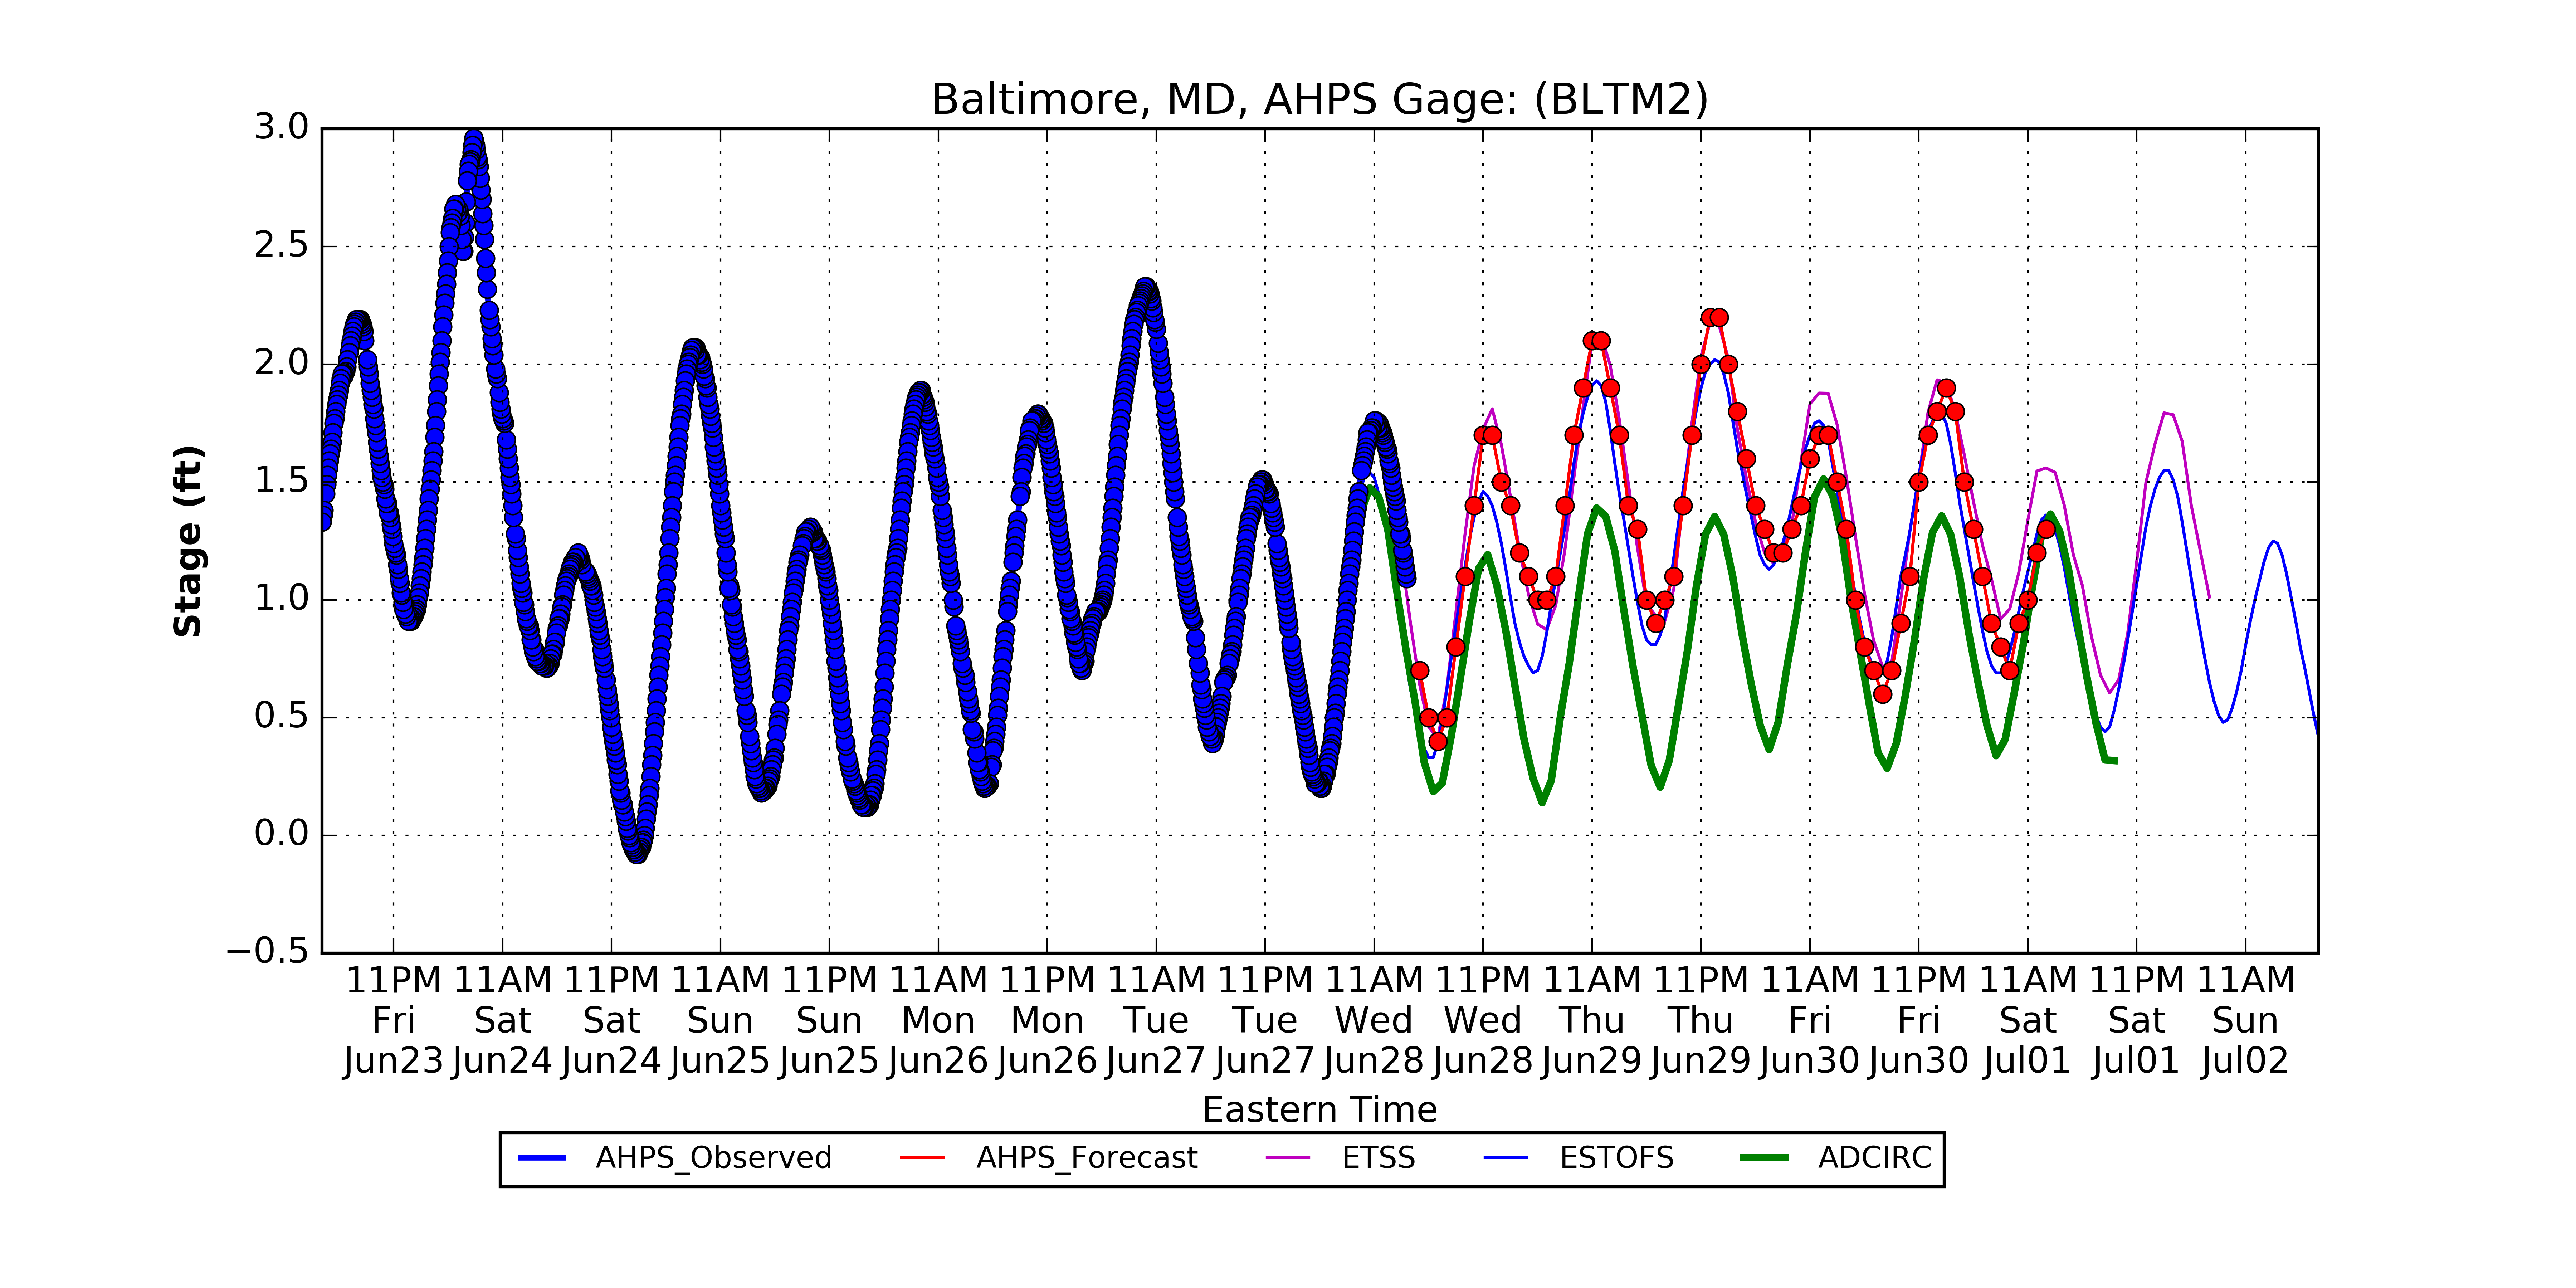 Baltimore, MD, AHPS Gage: (BLTM2)
Stage (ft)
3.0
2.5
2.0
1.5
1.0
0.5
0.0
−0.5
11PM 11AM 11PM 11AM 11PM 11AM 11PM 11AM 11PM 11AM 11PM 11AM 11PM 11AM 11PM 11AM 11PM 11AM
Fri Sat Sat Sun Sun Mon Mon Tue Tue Wed Wed Thu Thu Fri Fri Sat Sat Sun
Jun23 Jun24 Jun24 Jun25 Jun25 Jun26 Jun26 Jun27 Jun27 Jun28 Jun28 Jun29 Jun29 Jun30 Jun30 Jul01 Jul01 Jul02
Eastern Time
AHPS_Observed AHPS_Forecast ETSS ESTOFS ADCIRC